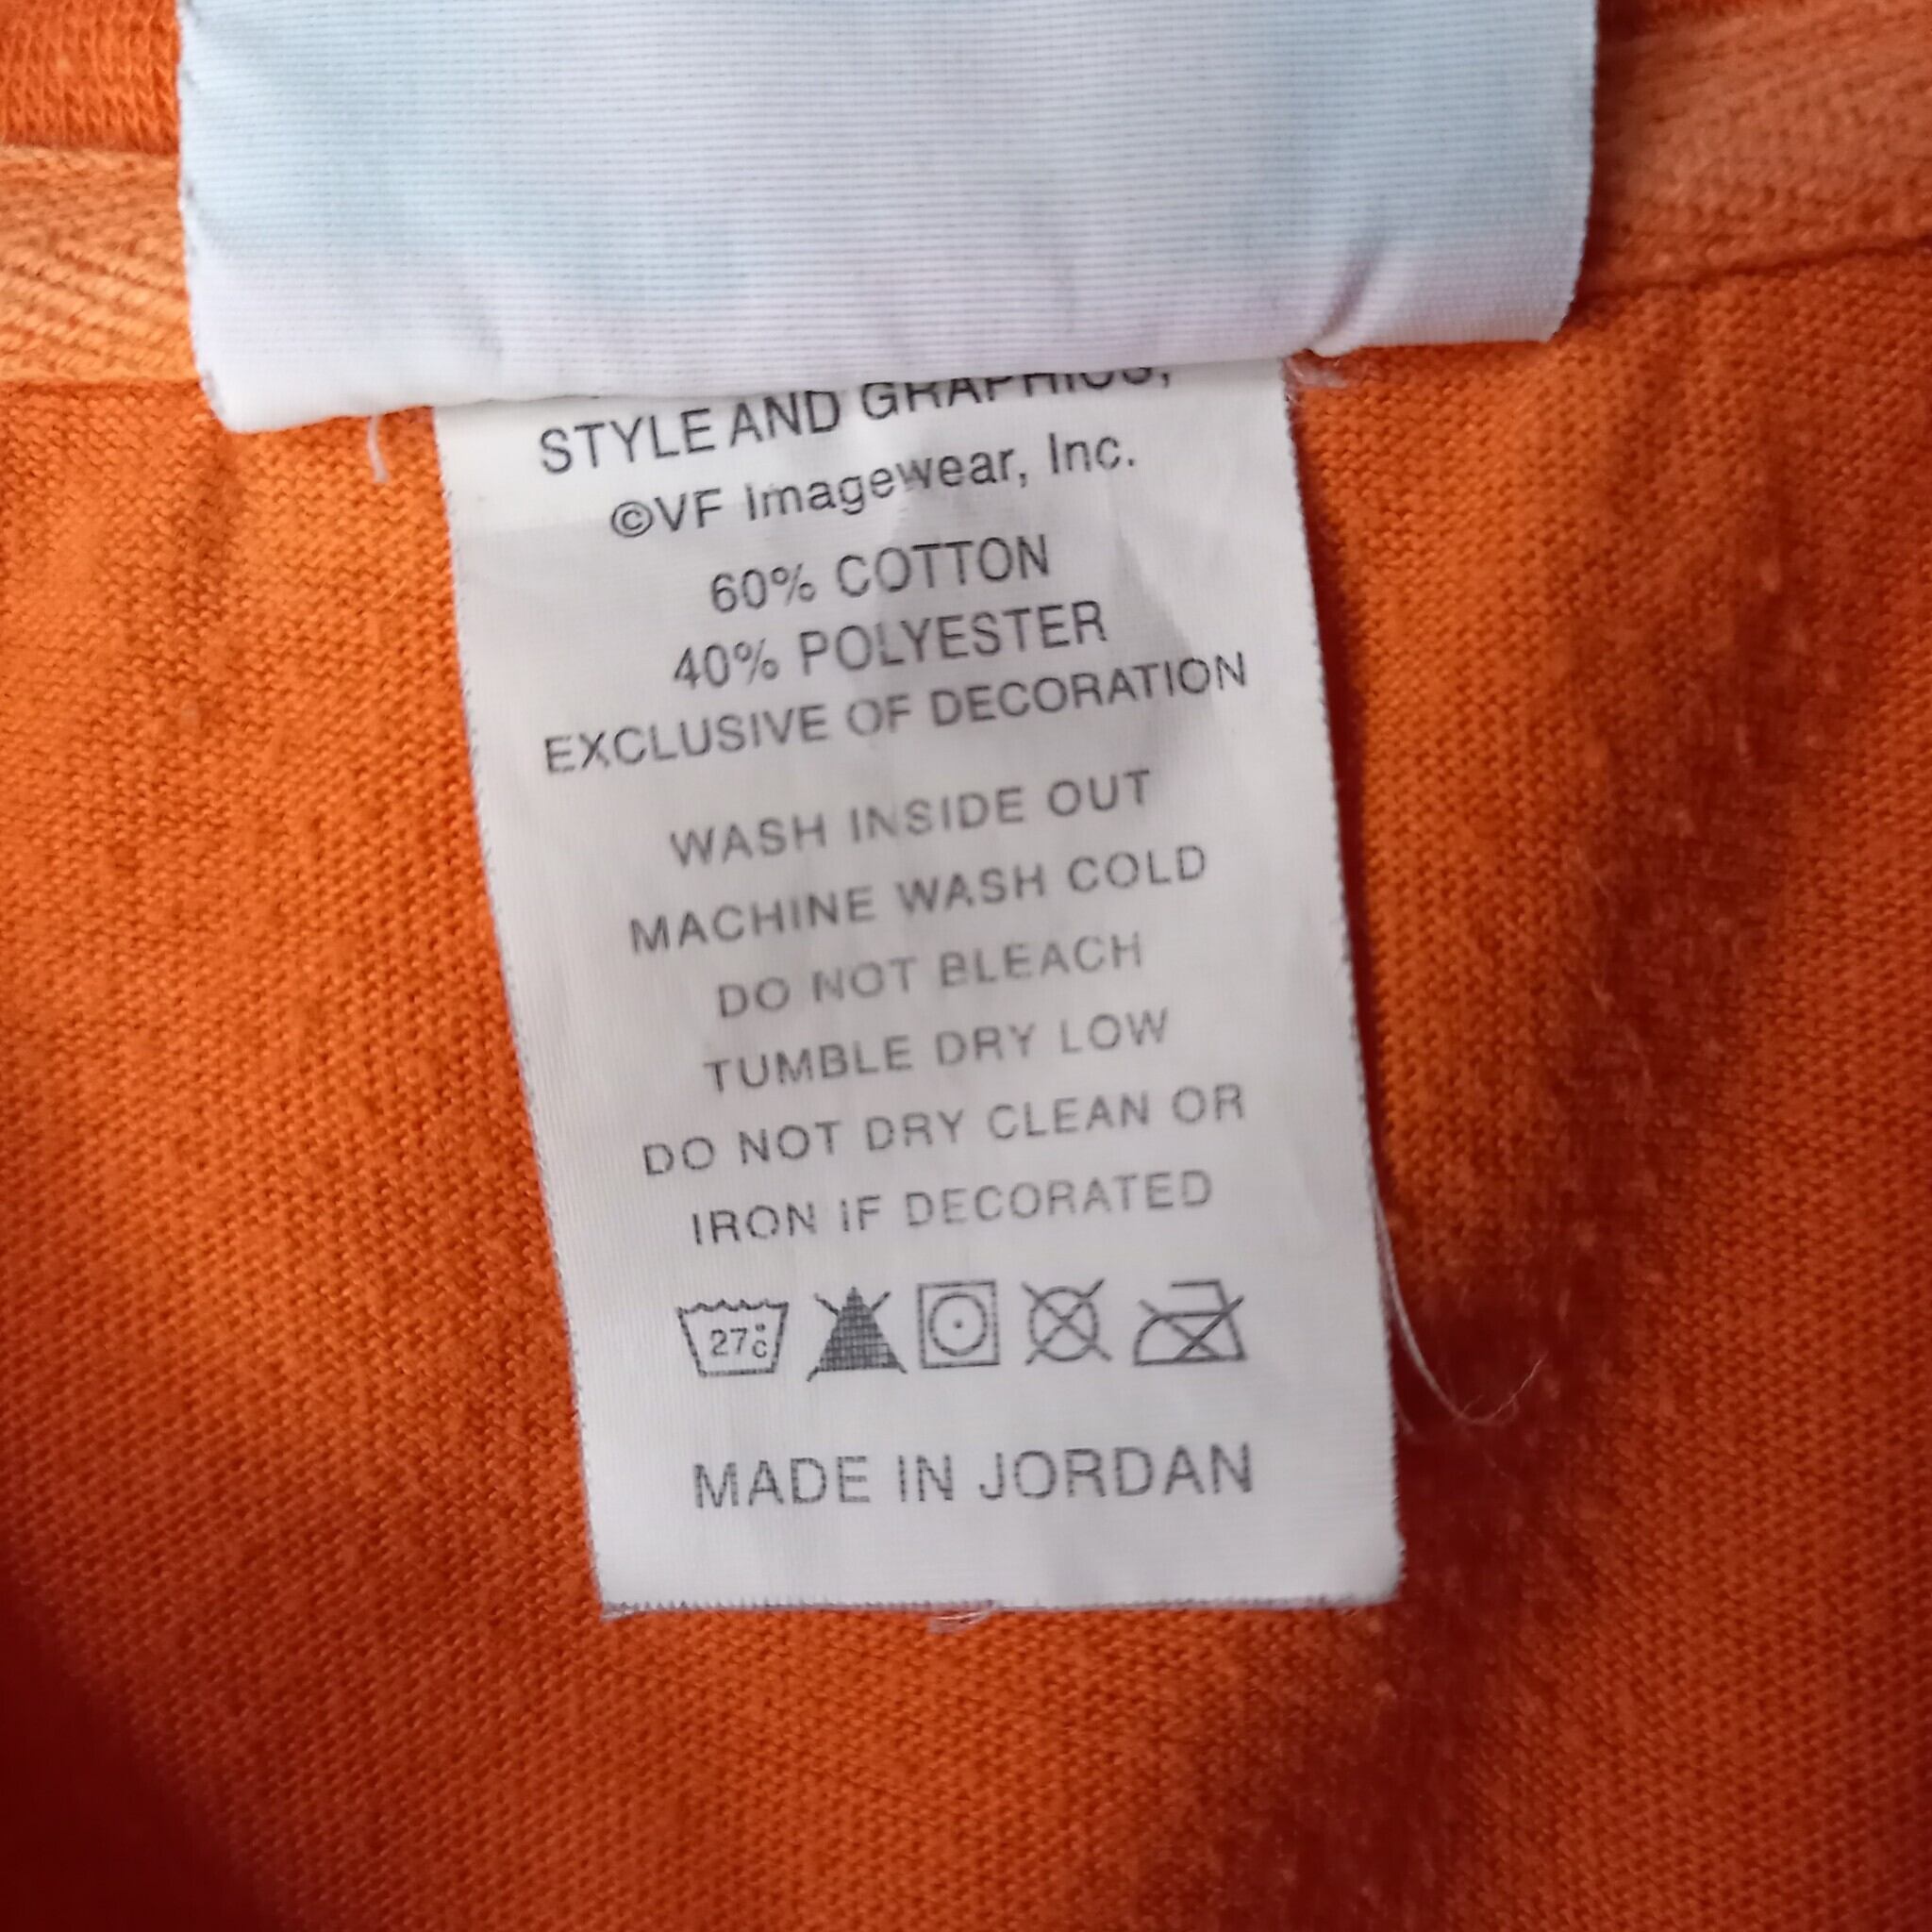 STYLE AND GRAPHICS,
©VF Imagewear, Inc.
60% COTTON
40% POLYESTER
EXCLUSIVE OF DECORATION
WASH INSIDE OUT
MACHINE WASH COLD
DO NOT BLEACH
TUMBLE DRY LOW
DO NOT DRY CLEAN OR
IRON IF DECORATED
27°C
MADE IN JORDAN